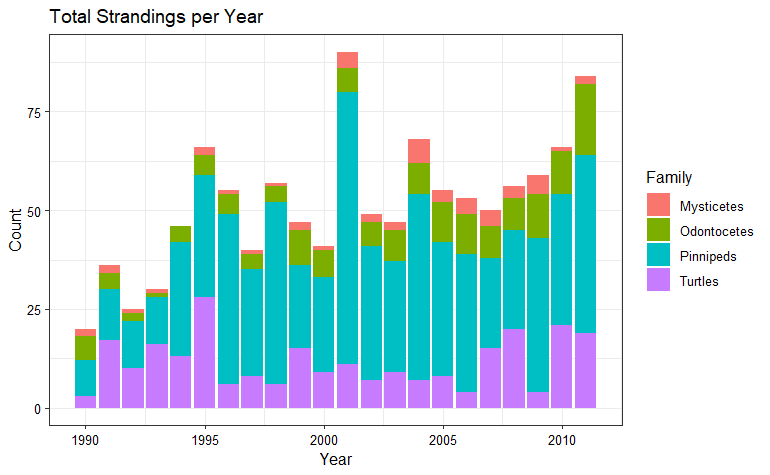 Total Strandings per Year
Count
75
50
25
0
1990
1995
2000
2005
2010
Year
Family
Mysticetes
Odontocetes
Pinnipeds
Turtles